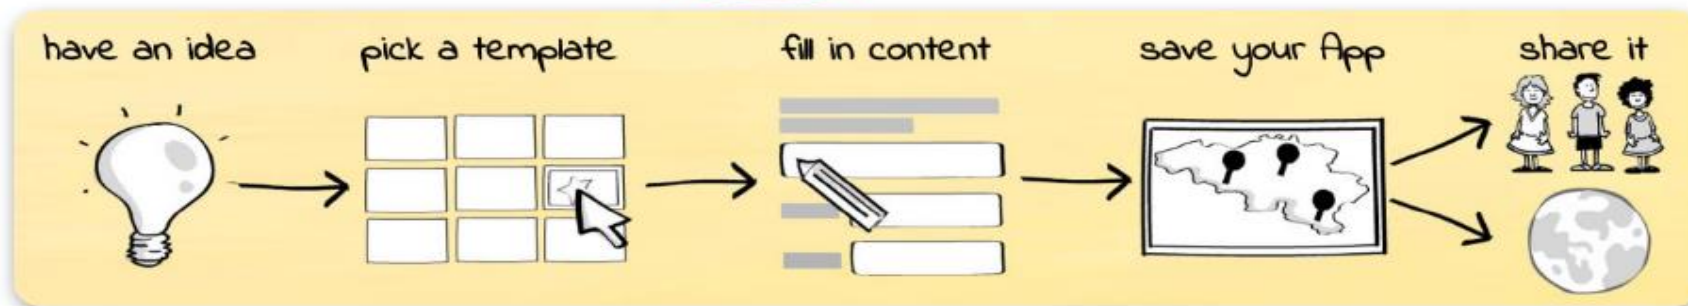 have an idea
pick a template
fill in content
save your App
share it